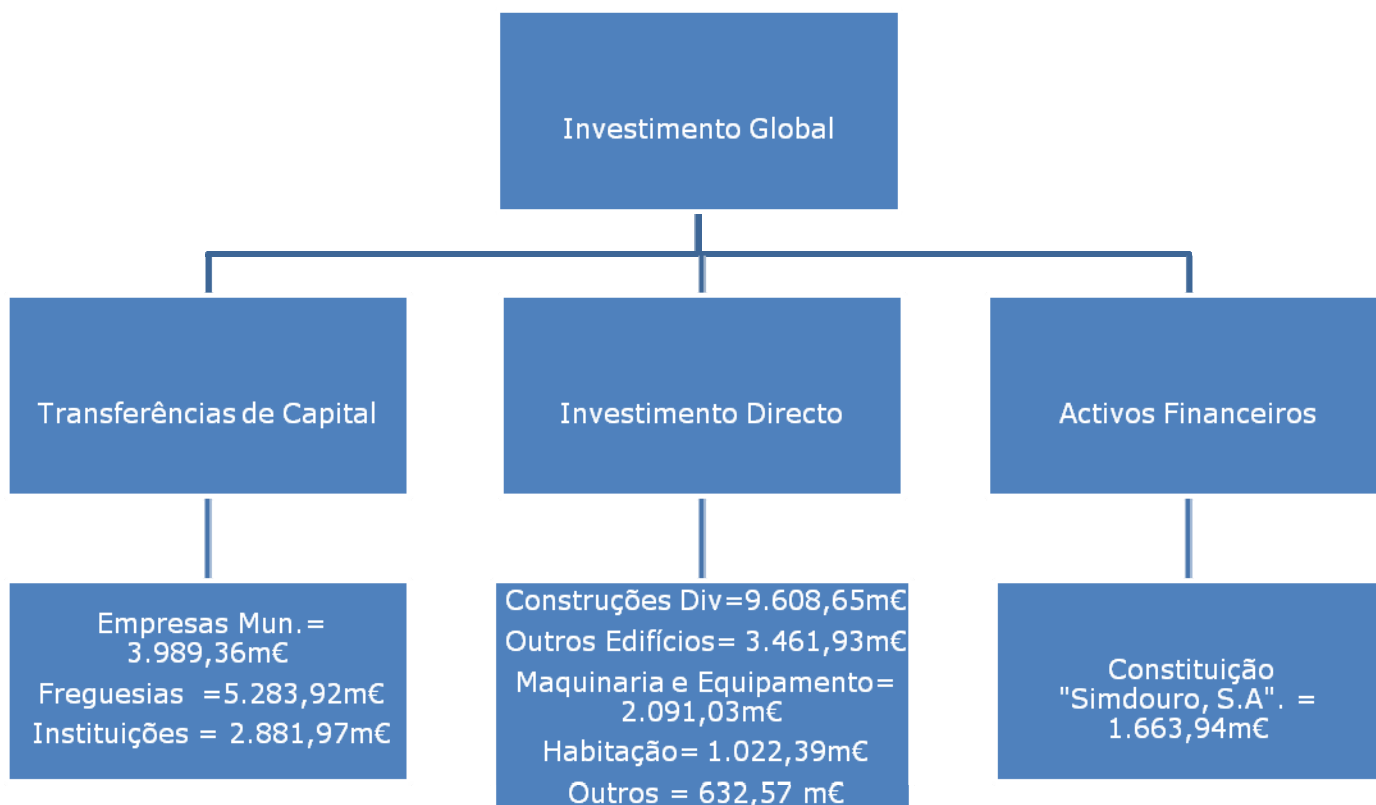 Investimento Global
Transferências de Capital
Investimento Directo
Activos Financeiros
Empresas Mun.=
3.989,36m€
Freguesias  =5.283,92m€
Instituições = 2.881,97m€
Construções Div=9.608,65m€
Outros Edifícios= 3.461,93m€
Maquinaria e Equipamento=
2.091,03m€
Habitação= 1.022,39m€
Outros = 632,57 m€
Constituição
"Simdouro, S.A". =
1.663,94m€